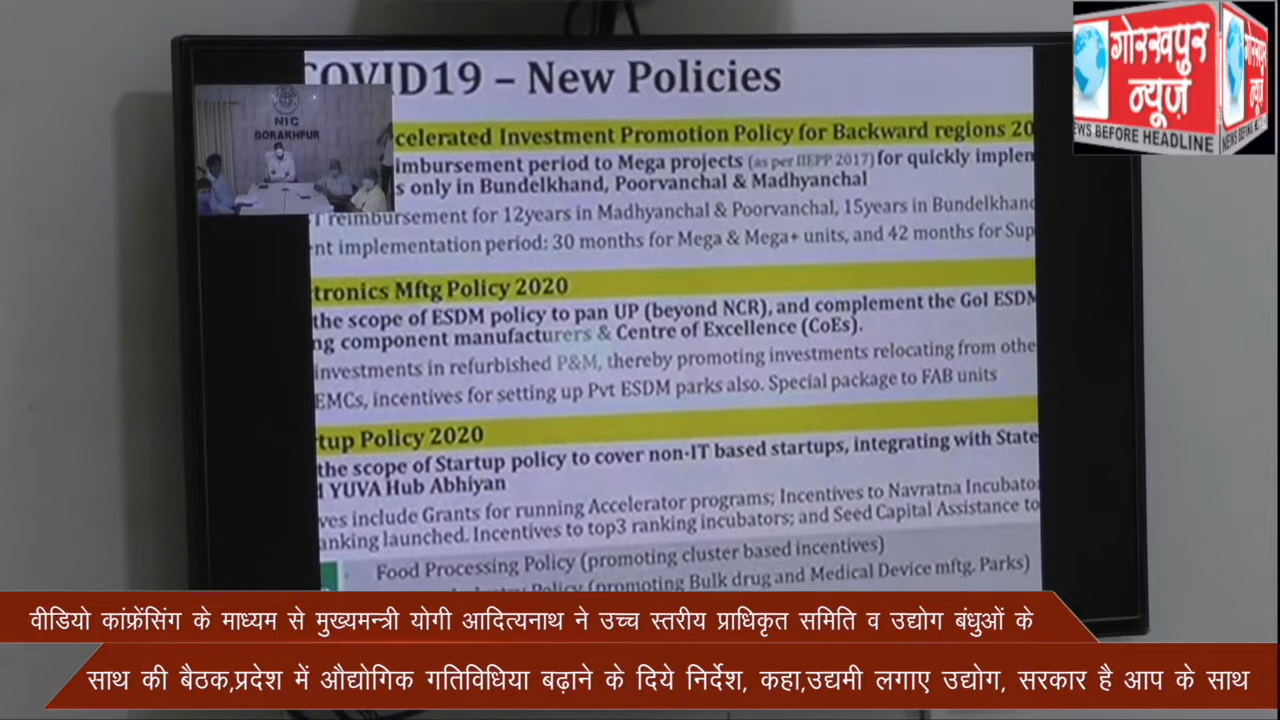 COVID19 – New Policies
NIC
GORAKHPUR
celerated Investment Promotion Policy for Backward regions 20
imbursement period to Mega projects (as per IIEPP 2017) for quickly implen
s only in Bundelkhand, Poorvanchal & Madhyanchal
reimbursement for 12years in Madhyanchal & Poorvanchal, 15years in Bundelkhand
nt implementation period: 30 months for Mega & Mega+ units, and 42 months for Sup
tronics Mftg Policy 2020
the scope of ESDM policy to pan UP (beyond NCR), and complement the GoI ESDM
ng component manufacturers & Centre of Excellence (CoEs).
investments in refurbished P&M, thereby promoting investments relocating from othe
EMCs, incentives for setting up Pvt ESDM parks also. Special package to FAB units
tup Policy 2020
the scope of Startup policy to cover non-IT based startups, integrating with State
YUVA Hub Abhiyan
ves include Grants for running Accelerator programs; Incentives to Navratna Incubator
anking launched. Incentives to top3 ranking incubators; and Seed Capital Assistance to
Food Processing Policy (promoting cluster based incentives)
Policy (promoting Bulk drug and Medical Device mftg. Parks)
गोरखपुर
न्यूज़
NEWS BEFORE HEADLINE
NEWS BEFORE HEADLINE
वीडियो कांफ्रेंसिंग के माध्यम से मुख्यमन्त्री योगी आदित्यनाथ ने उच्च स्तरीय प्राधिकृत समिति व उद्योग बंधुओं के
साथ की बैठक,प्रदेश में औद्योगिक गतिविधिया बढ़ाने के दिये निर्देश, कहा,उद्यमी लगाए उद्योग, सरकार है आप के साथ